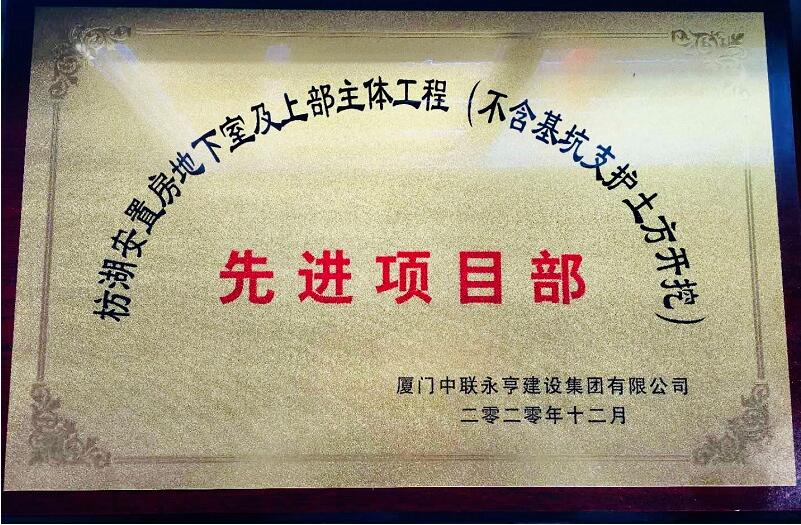 枋湖安置房地下室及上部主体工程（不含基坑支护土方开挖）
先进项目部
厦门中联永亨建设集团有限公司
二零二零年十二月